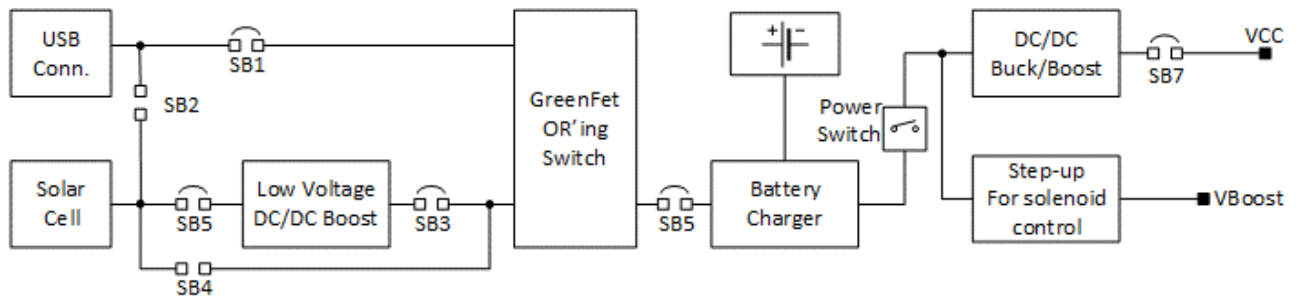 USB
Conn.
SB1
SB2
Solar
Cell
SB5
Low Voltage
DC/DC Boost
SB3
SB4
GreenFet
OR'ing
Switch
SB5
+ -
Battery
Charger
Power
Switch
DC/DC
Buck/Boost
SB7
VCC
Step-up
For solenoid
control
VBoost